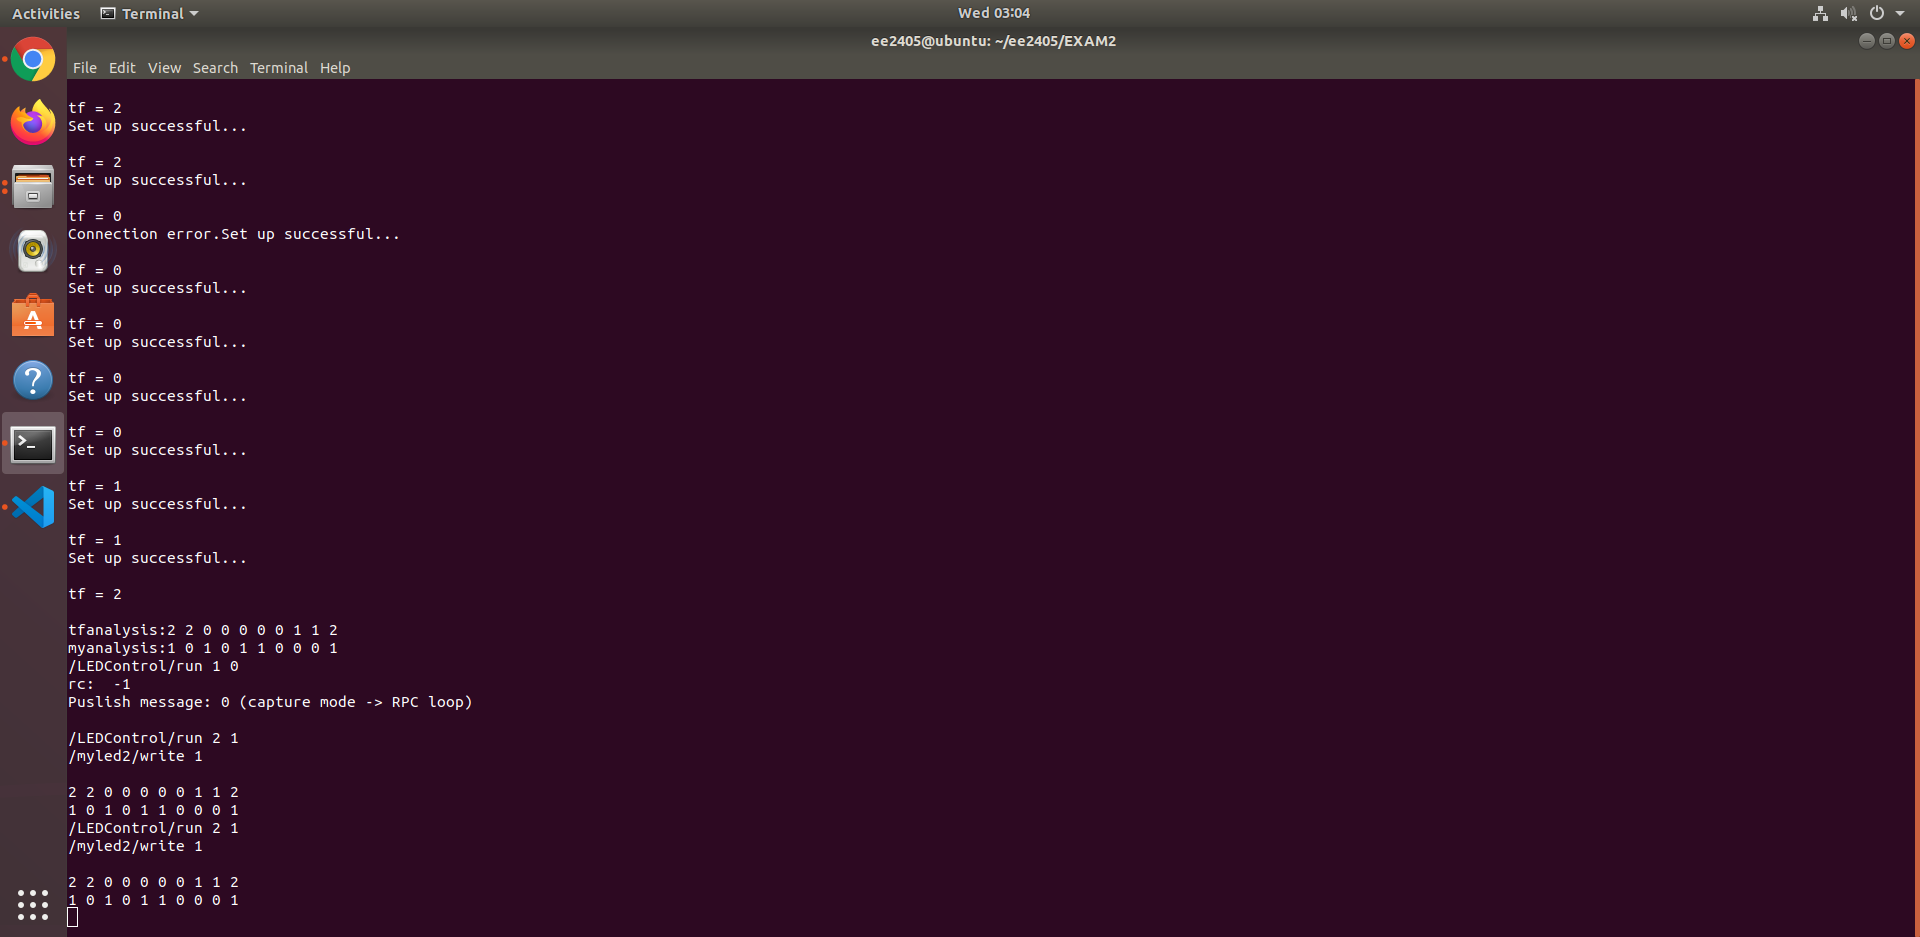 Activities Terminal Wed 03:04
ee2405@ubuntu: ~/ee2405/EXAM2
File Edit View Search Terminal Help
tf = 2
Set up successful...
tf = 2
Set up successful...
tf = 0
Connection error.Set up successful...
tf = 0
Set up successful...
tf = 0
Set up successful...
tf = 0
Set up successful...
tf = 0
Set up successful...
tf = 1
Set up successful...
tf = 1
Set up successful...
tf = 2
tfanalysis:2 2 0 0 0 0 0 1 1 2
myanalysis:1 0 1 0 1 1 0 0 0 1
/LEDControl/run 1 0
rc:  -1
Puslish message: 0 (capture mode -> RPC loop)
/LEDControl/run 2 1
/myled2/write 1
2 2 0 0 0 0 0 1 1 2
1 0 1 0 1 1 0 0 0 1
/LEDControl/run 2 1
/myled2/write 1
2 2 0 0 0 0 0 1 1 2
1 0 1 0 1 1 0 0 0 1